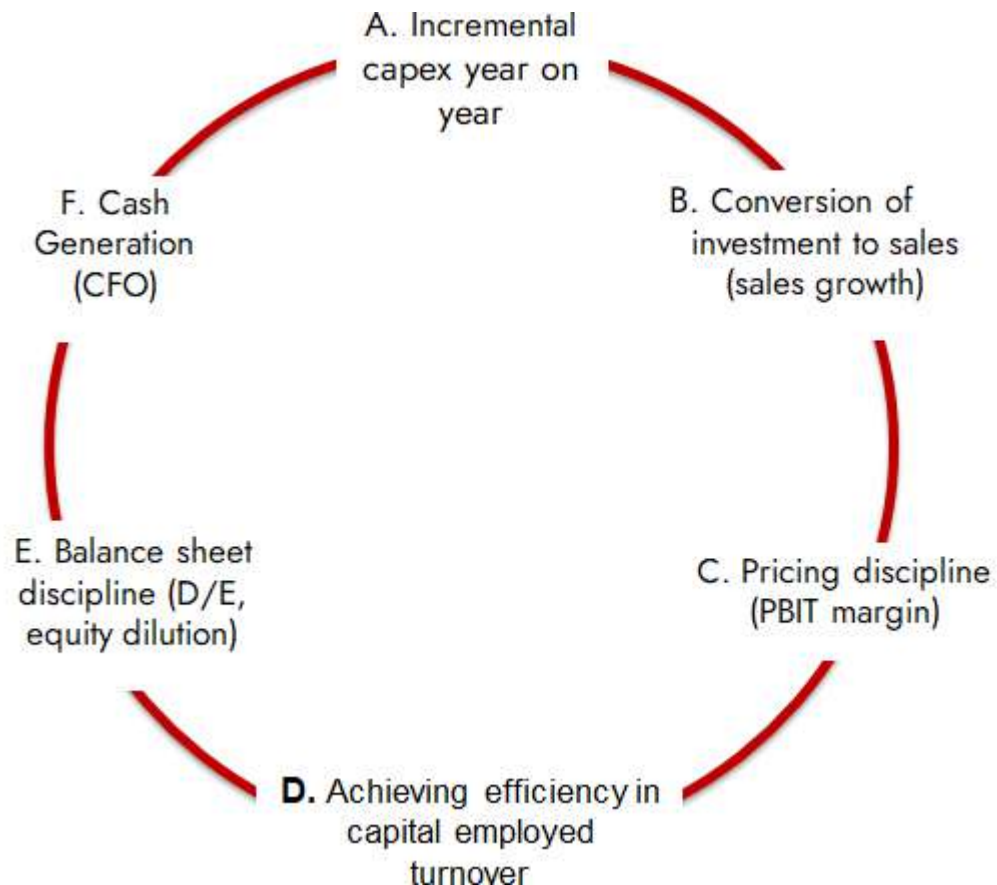 A. Incremental
capex year on
year
B. Conversion of
investment to sales
(sales growth)
C. Pricing discipline
(PBIT margin)
D. Achieving efficiency in
capital employed
turnover
E. Balance sheet
discipline (D/E,
equity dilution)
F. Cash
Generation
(CFO)